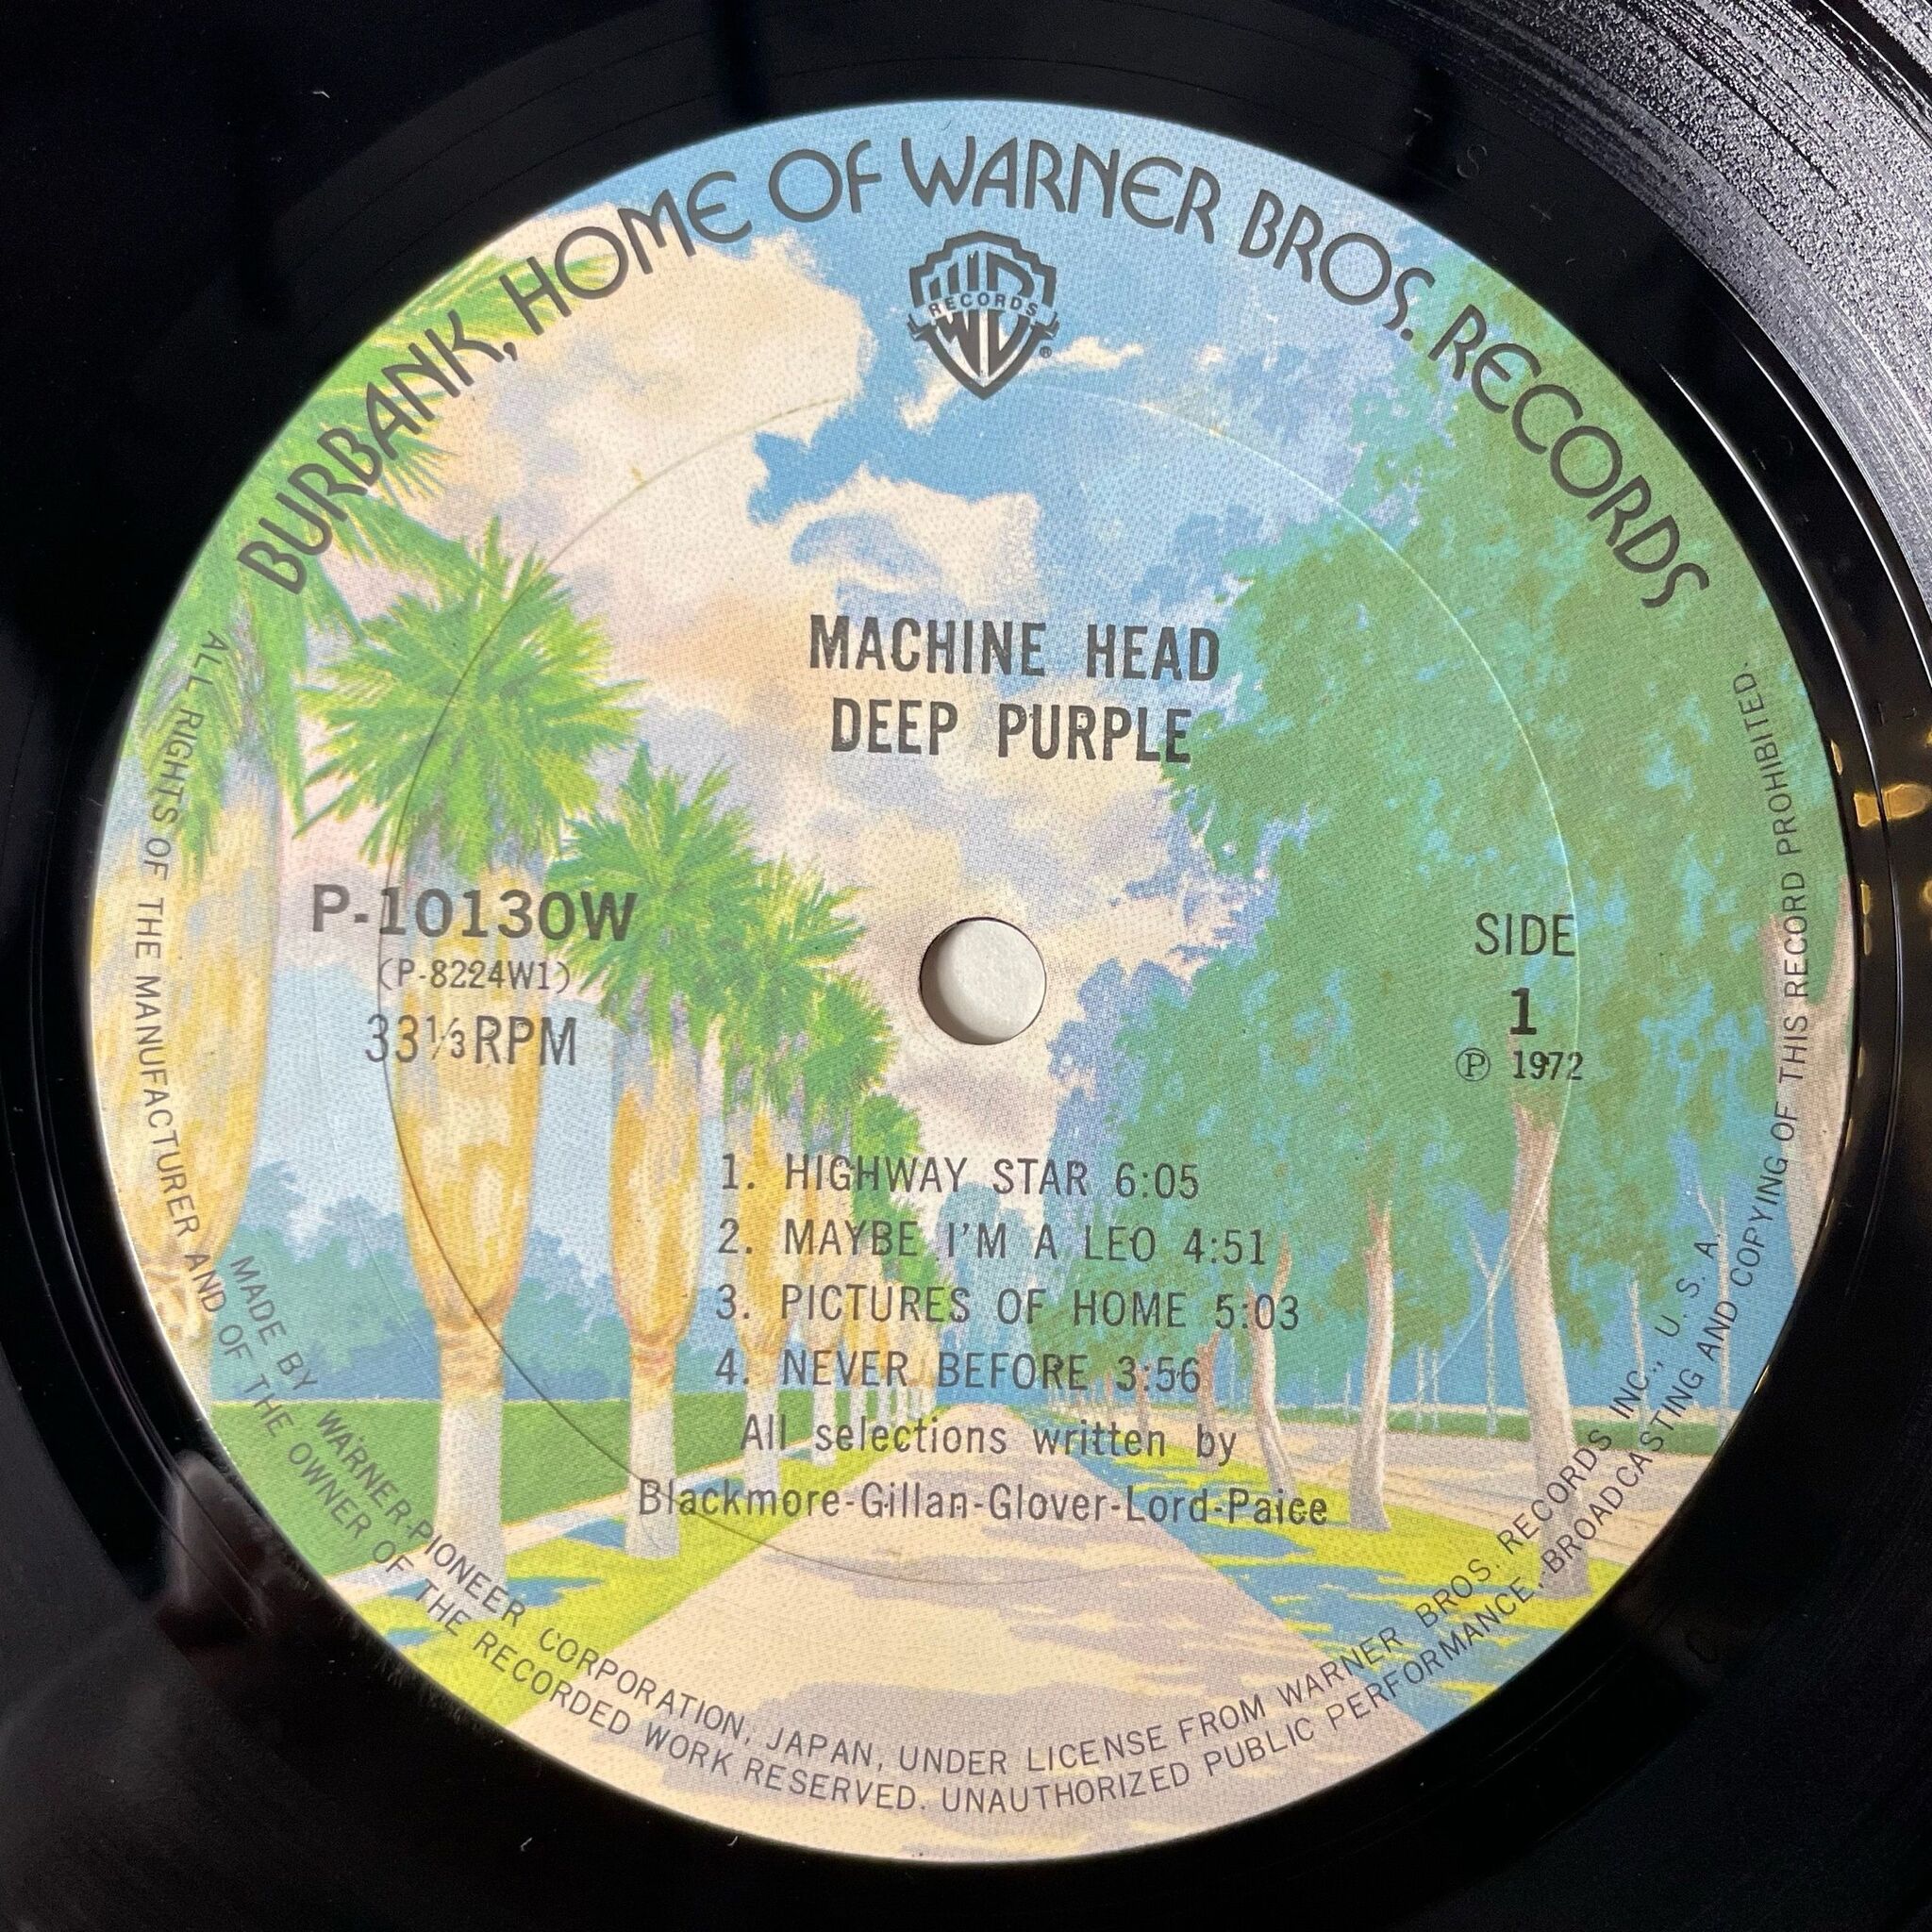 BURBANK, HOME OF WARNER BROS. RECORDS
RECORDS
®
MACHINE HEAD
DEEP PURPLE
P-10130W
(P-8224W1)
33⅓RPM
SIDE
1
Ⓟ 1972
1. HIGHWAY STAR 6:05
2. MAYBE I'M A LEO 4:51
3. PICTURES OF HOME 5:03
4. NEVER BEFORE 3:56
All selections written by
Blackmore-Gillan-Glover-Lord-Paice
MADE BY WARNER-PIONEER CORPORATION, JAPAN, UNDER LICENSE FROM WARNER BROS. RECORDS INC., U. S. A.
ALL RIGHTS OF THE MANUFACTURER AND OF THE OWNER OF THE RECORDED WORK RESERVED. UNAUTHORIZED PUBLIC PERFORMANCE, BROADCASTING AND COPYING OF THIS RECORD PROHIBITED.